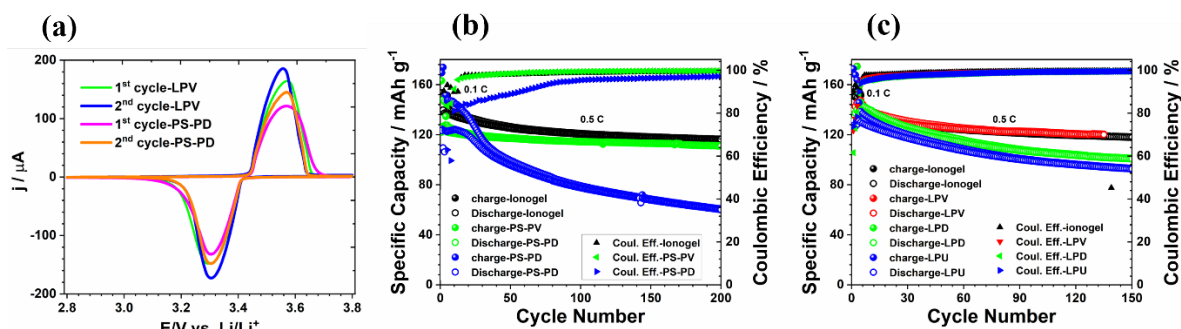 (a)
200
100
0
-100
-200
j / μA
1st cycle-LPV
2nd cycle-LPV
1st cycle-PS-PD
2nd cycle-PS-PD
2.8 3.0 3.2 3.4 3.6 3.8
E/V vs. Li/Li+
(b)
Specific Capacity / mAh g-1
160
120
80
40
0
0.1 C
0.5 C
charge-Ionogel
Discharge-Ionogel
charge-PS-PV
Discharge-PS-PV
charge-PS-PD
Discharge-PS-PD
Coul. Eff.-Ionogel
Coul. Eff.-PS-PV
Coul. Eff.-PS-PD
100
80
60
40
20
0
Coulombic Efficiency / %
0 50 100 150 200
Cycle Number
(c)
Specific Capacity / mAh g-1
160
120
80
40
0
0.1 C
0.5 C
charge-Ionogel
Discharge-Ionogel
charge-LPV
Discharge-LPV
charge-LPD
Discharge-LPD
charge-LPU
Discharge-LPU
Coul. Eff.-ionogel
Coul. Eff.-LPV
Coul. Eff.-LPD
Coul. Eff.-LPU
100
80
60
40
20
0
Coulombic Efficiency / %
0 30 60 90 120 150
Cycle Number